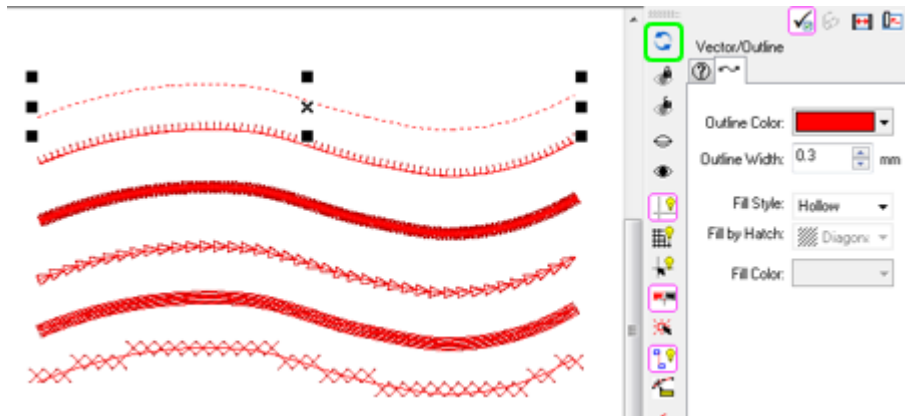 Vector/Outline
Outline Color:
Outline Width: 0.3 mm
Fill Style: Hollow
Fill by Hatch: Diagona
Fill Color: